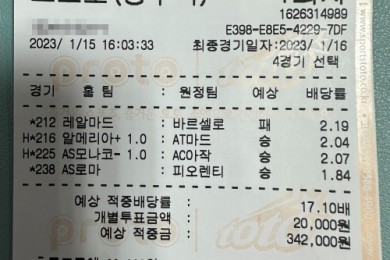 1626314989
E398-E8E5-4229-7DF
2023/ 1/15 16:03:33 최종경기일자:2023/ 1/16
4경기 선택
경기 홈 팀 : 원정팀 예상 배당률
*212 레알마드 : 바르셀로 패 2.19
H*216 알메리아+ 1.0 : AT마드 승 2.04
H*225 AS모나코- 1.0 : AC아작 승 2.07
*238 AS로마 : 피오렌티 승 1.84
예상 적중배당률 : 17.10배
개별투표금액 : 20,000원
예상 적중금 : 342,000원
proto
proto toto